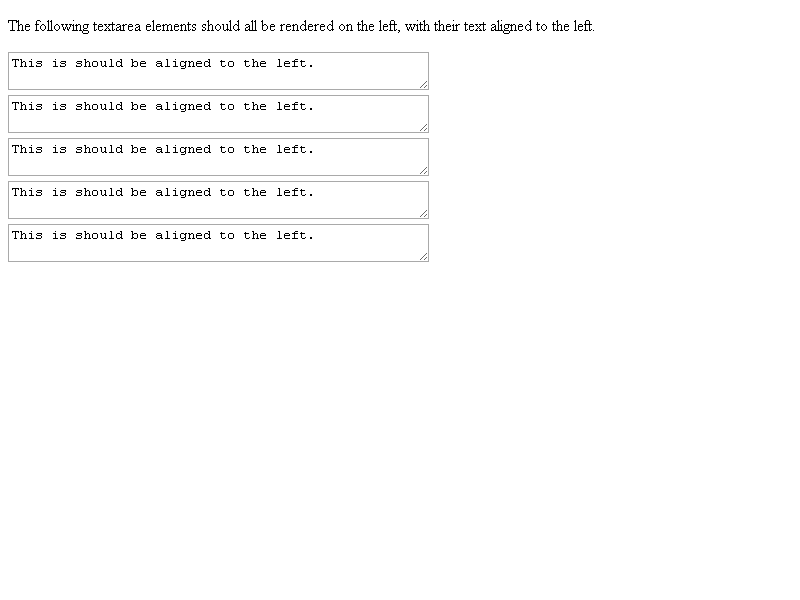 The following textarea elements should all be rendered on the left, with their text aligned to the left.
This is should be aligned to the left.
This is should be aligned to the left.
This is should be aligned to the left.
This is should be aligned to the left.
This is should be aligned to the left.